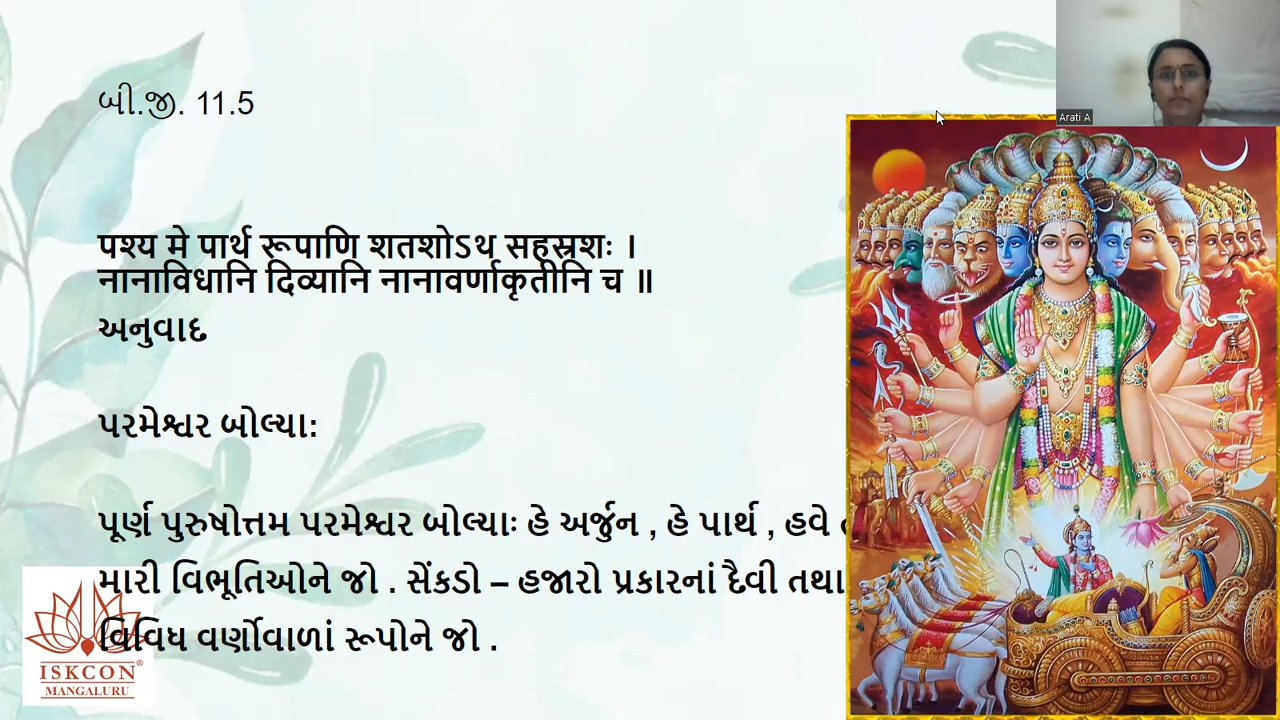 બી.જી. 11.5
Arati A
पश्य मे पार्थ रूपाणि शतशोऽथ सहस्रशः ।
नानाविधानि दिव्यानि नानावर्णाकृतीनि च ॥
અનુવાદ
પરમેશ્વર બોલ્યા:
પૂર્ણ પુરુષોત્તમ પરમેશ્વર બોલ્યાઃ હે અર્જુન , હે પાર્થ , હવે
મારી વિભૂતિઓને જો . સેંકડો – હજારો પ્રકારનાં દૈવી તથા
વિવિધ વર્ણોવાળાં રૂપોને જો .
ISKCON®
MANGALURU